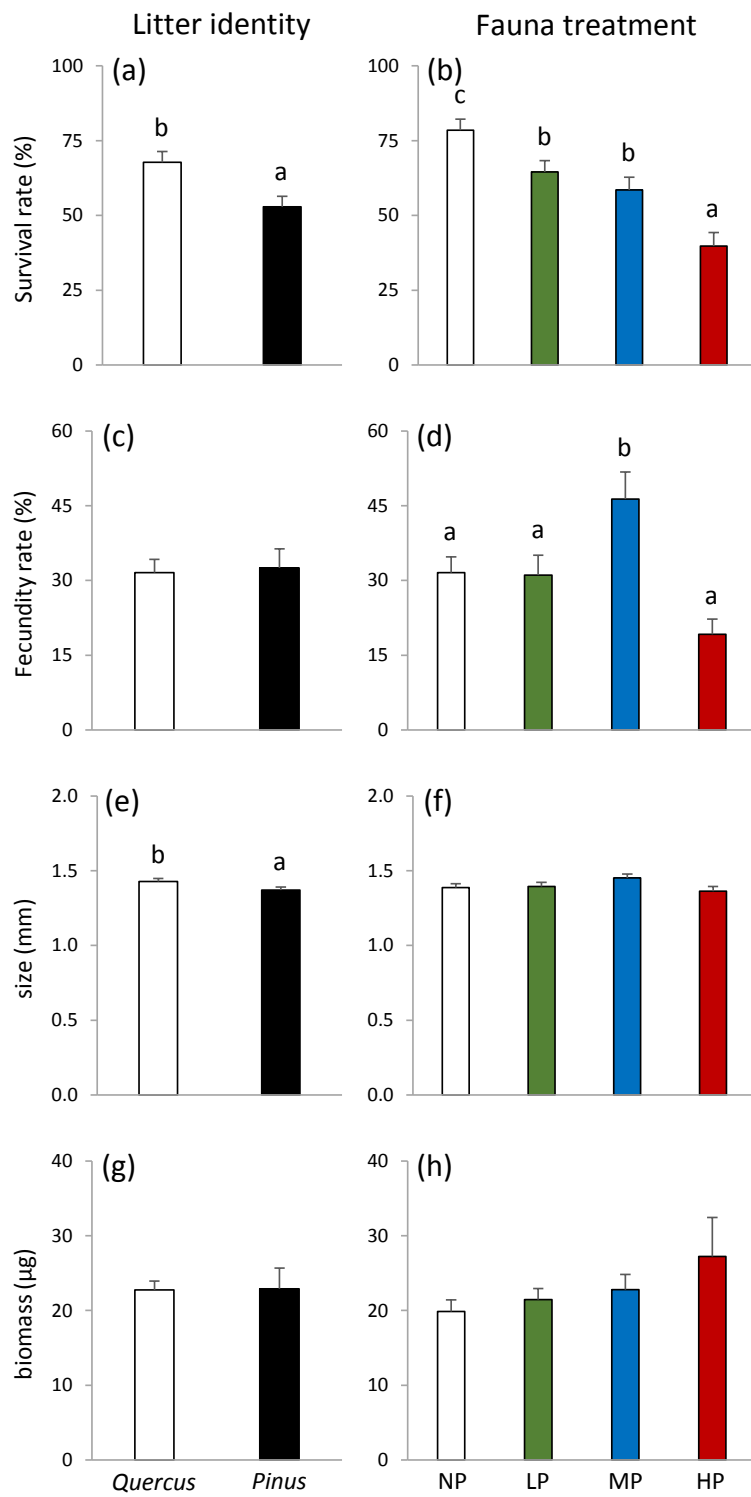 Litter identity
Fauna treatment
Survival rate (%)
100
75
50
25
0
(a)
b
a
100
75
50
25
0
(b)
c
b
b
a
Fecundity rate (%)
60
45
30
15
0
(c)
60
45
30
15
0
(d)
a
a
b
a
size (mm)
2.0
1.5
1.0
0.5
0.0
(e)
b
a
2.0
1.5
1.0
0.5
0.0
(f)
biomass (µg)
40
30
20
10
0
(g)
Quercus
Pinus
40
30
20
10
0
(h)
NP
LP
MP
HP